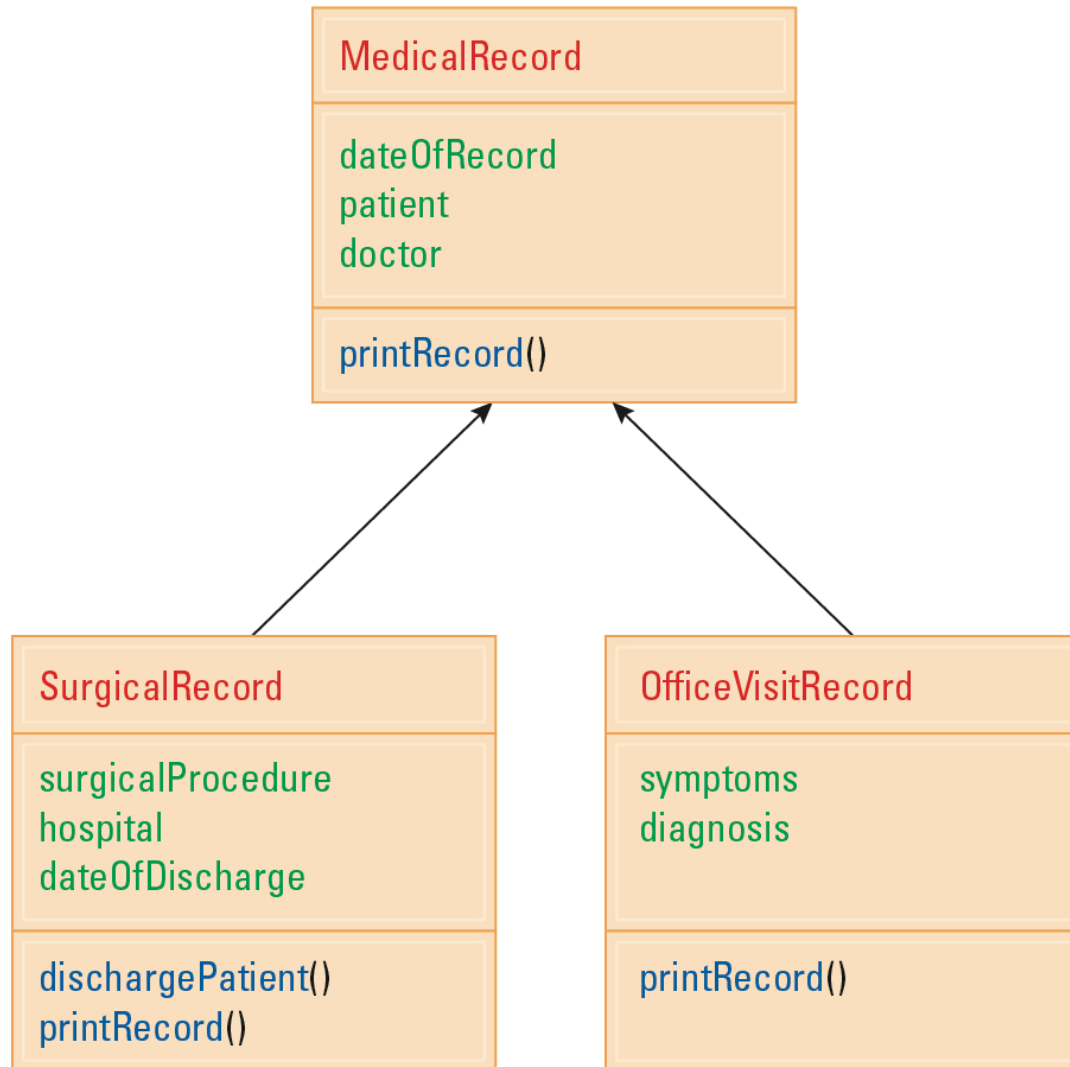 MedicalRecord
dateOfRecord
patient
doctor
printRecord()
SurgicalRecord
surgicalProcedure
hospital
dateOfDischarge
dischargePatient()
printRecord()
OfficeVisitRecord
symptoms
diagnosis
printRecord()